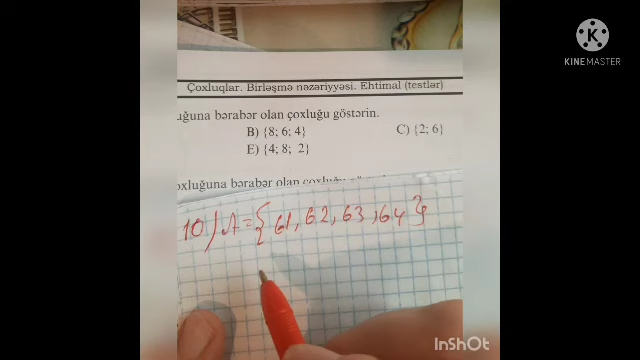 KINEMASTER
Çoxluqlar. Birləşmə nəzəriyyəsi. Ehtimal (testlər)
uğuna bərabər olan çoxluğu göstərin.
B) {8; 6; 4} C) {2; 6}
E) {4; 8; 2}
oxluğuna bərabər olan çoxluğu
10) A = { 61, 62, 63, 64 }
InShOt